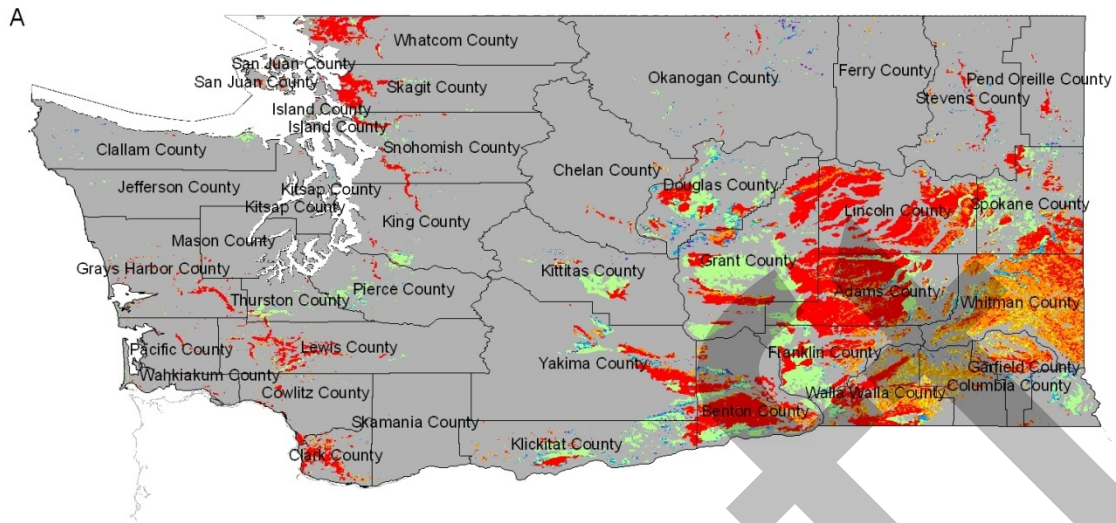 A
Whatcom County
San Juan County
San Juan County
Skagit County
Okanogan County
Ferry County
Pend Oreille County
Stevens County
Island County
Island County
Clallam County
Snohomish County
Chelan County
Douglas County
Jefferson County
Kitsap County
Kitsap County
King County
Lincoln County
Spokane County
Mason County
Grays Harbor County
Kittitas County
Grant County
Thurston County
Pierce County
Adams County
Whitman County
Pacific County
Lewis County
Yakima County
Franklin County
Garfield County
Wahkiakum County
Cowlitz County
Walla Walla County
Columbia County
Skamania County
Benton County
Klickitat County
Clark County